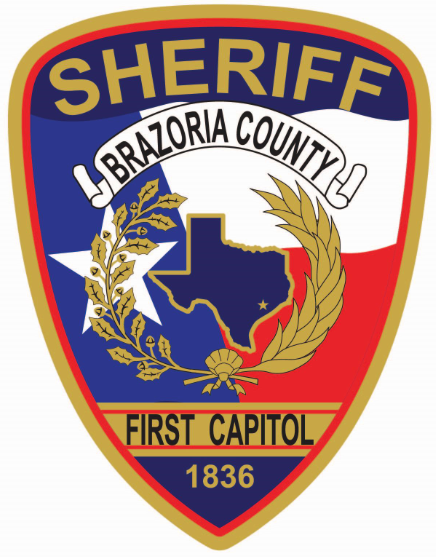 SHERIFF
BRAZORIA COUNTY
FIRST CAPITOL
1836